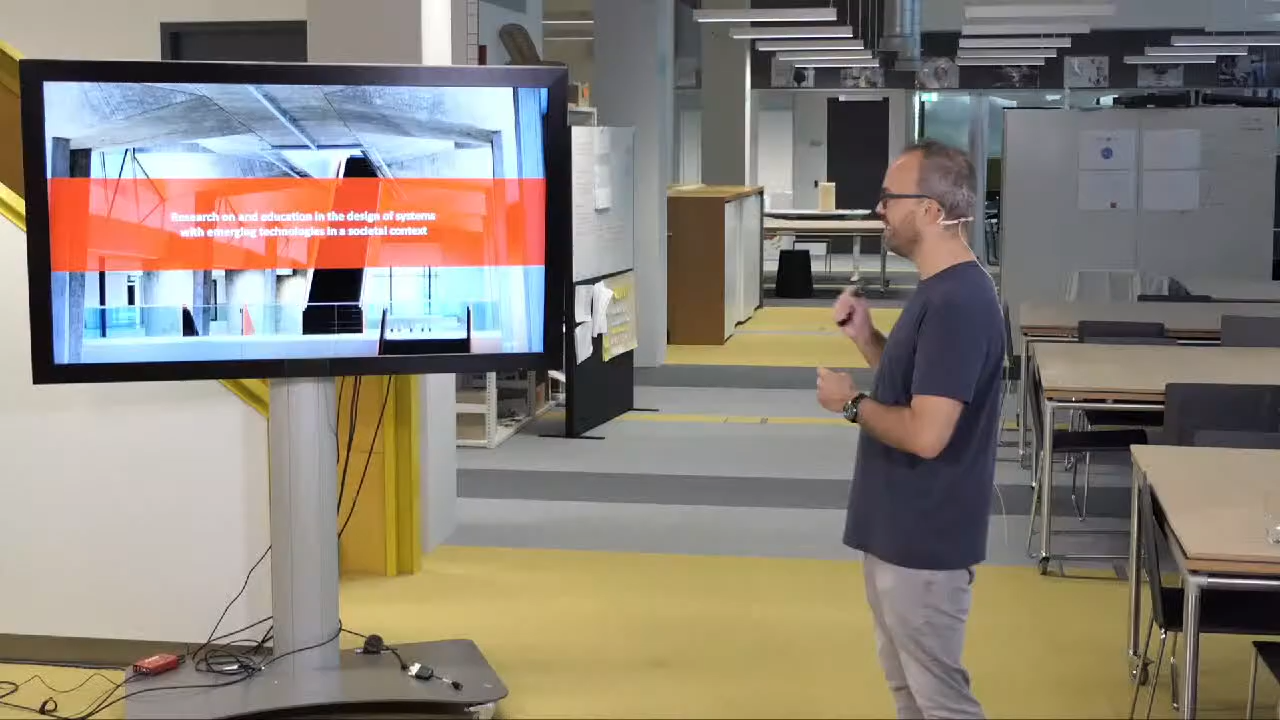 Research on and education in the design of systems
with emerging technologies in a societal context